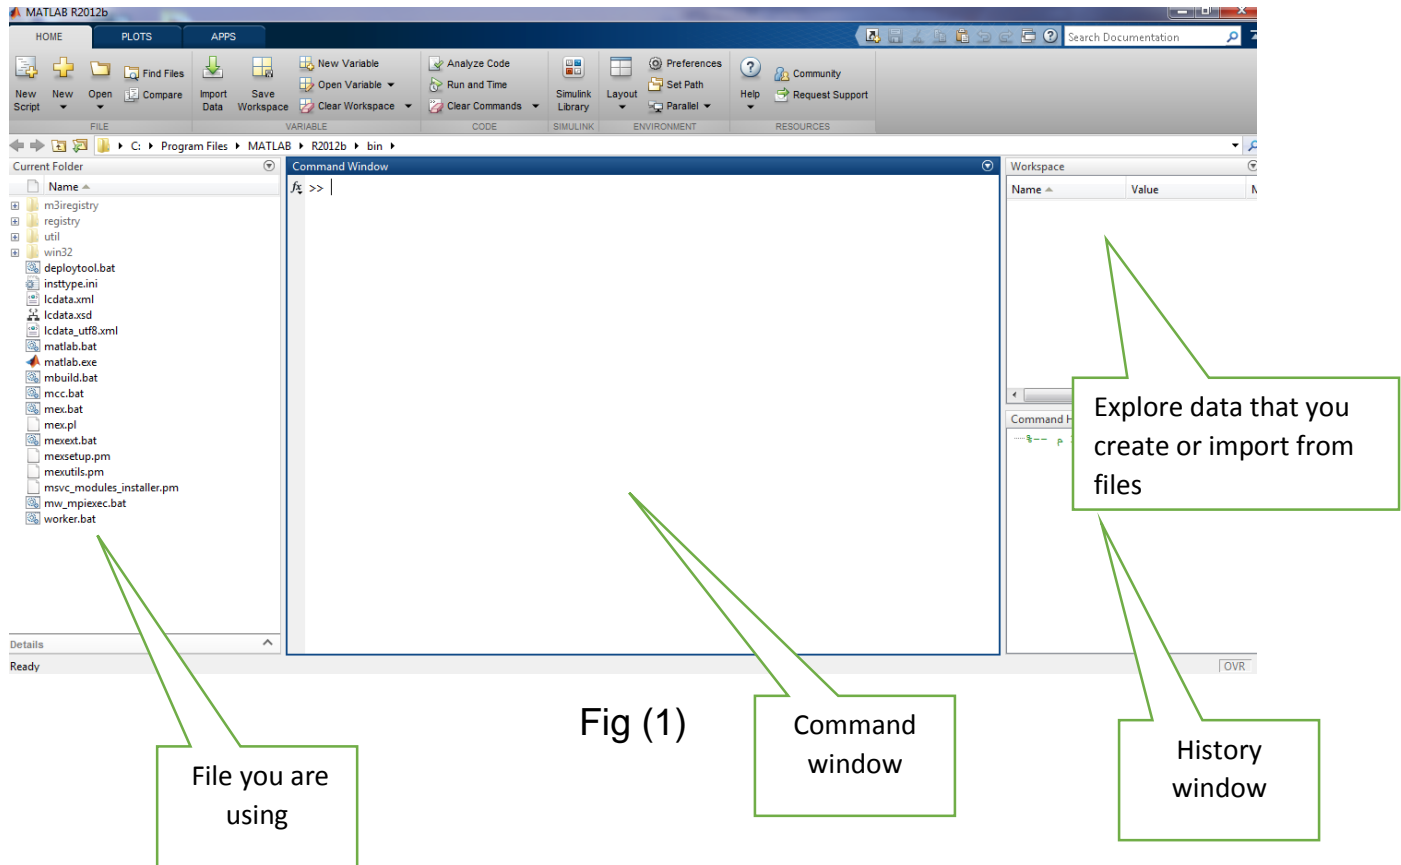 MATLAB R2012b
HOME PLOTS APPS
Search Documentation
New Script
New
Open
Find Files
Compare
Import Data
Save Workspace
New Variable
Open Variable
Clear Workspace
Analyze Code
Run and Time
Clear Commands
Simulink Library
Layout
Preferences
Set Path
Parallel
Help
Community
Request Support
FILE VARIABLE CODE SIMULINK ENVIRONMENT RESOURCES
C: Program Files MATLAB R2012b bin
Current Folder
Name
m3iregistry
registry
util
win32
deploytool.bat
insttype.ini
lcdata.xml
lcdata.xsd
lcdata_utf8.xml
matlab.bat
matlab.exe
mbuild.bat
mcc.bat
mex.bat
mex.pl
mexext.bat
mexsetup.pm
mexutils.pm
msvc_modules_installer.pm
mw_mpiexec.bat
worker.bat
Details
Ready
Command Window
fx >>
Workspace
Name Value
Command H
%--
OVR
Explore data that you
create or import from
files
Fig (1)
Command
window
History
window
File you are
using